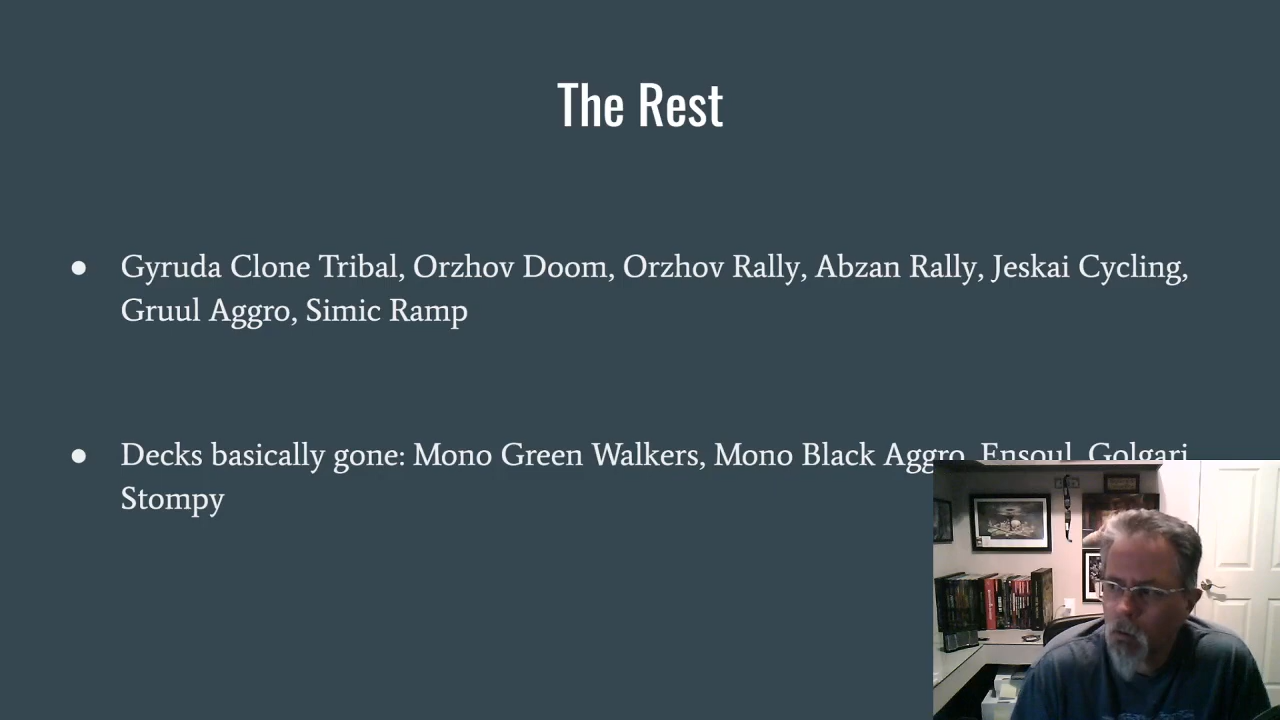 The Rest
● Gyruda Clone Tribal, Orzhov Doom, Orzhov Rally, Abzan Rally, Jeskai Cycling,
Gruul Aggro, Simic Ramp
● Decks basically gone: Mono Green Walkers, Mono Black Aggro, Ensoul, Golgari
Stompy